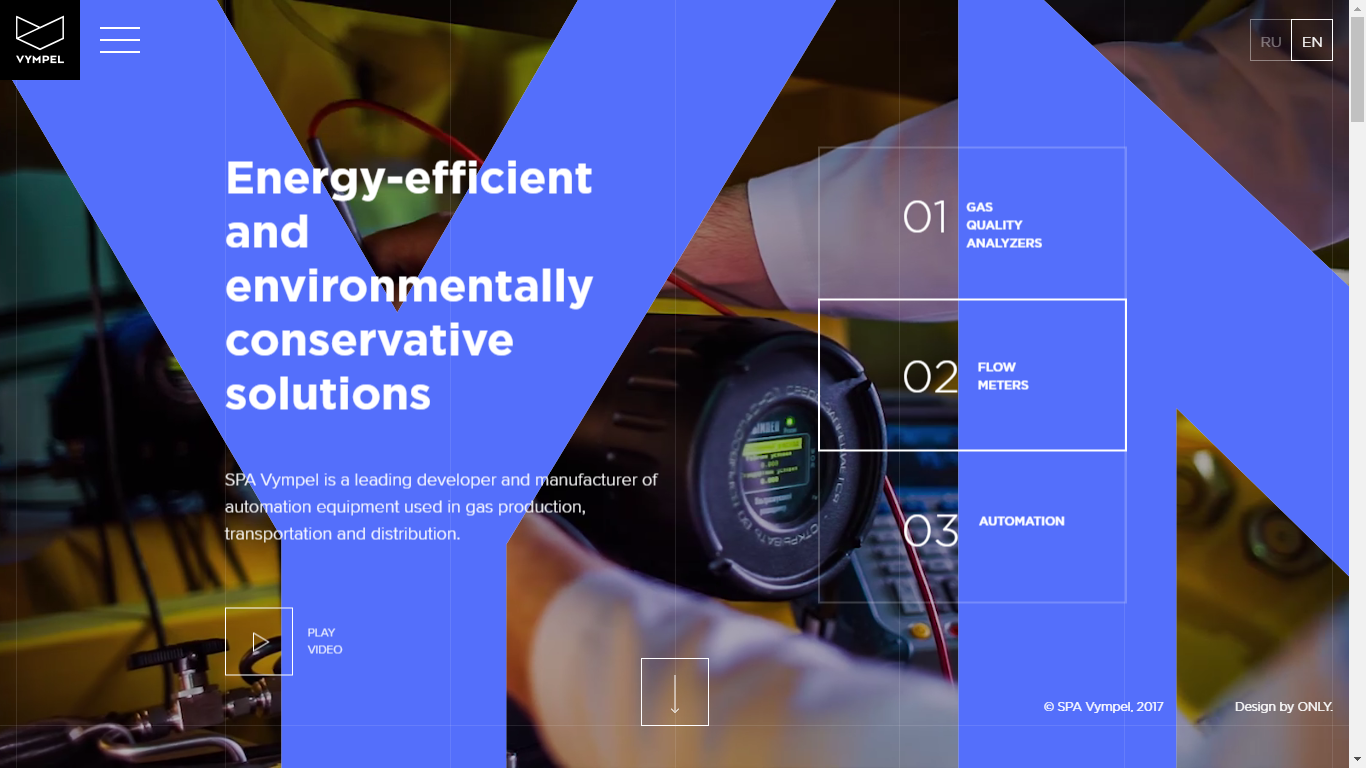 VYMPEL
RU
EN
Energy-efficient
and
environmentally
conservative
solutions
SPA Vympel is a leading developer and manufacturer of
automation equipment used in gas production,
transportation and distribution.
PLAY
VIDEO
01
GAS
QUALITY
ANALYZERS
02
FLOW
METERS
03
AUTOMATION
© SPA Vympel, 2017
Design by ONLY.